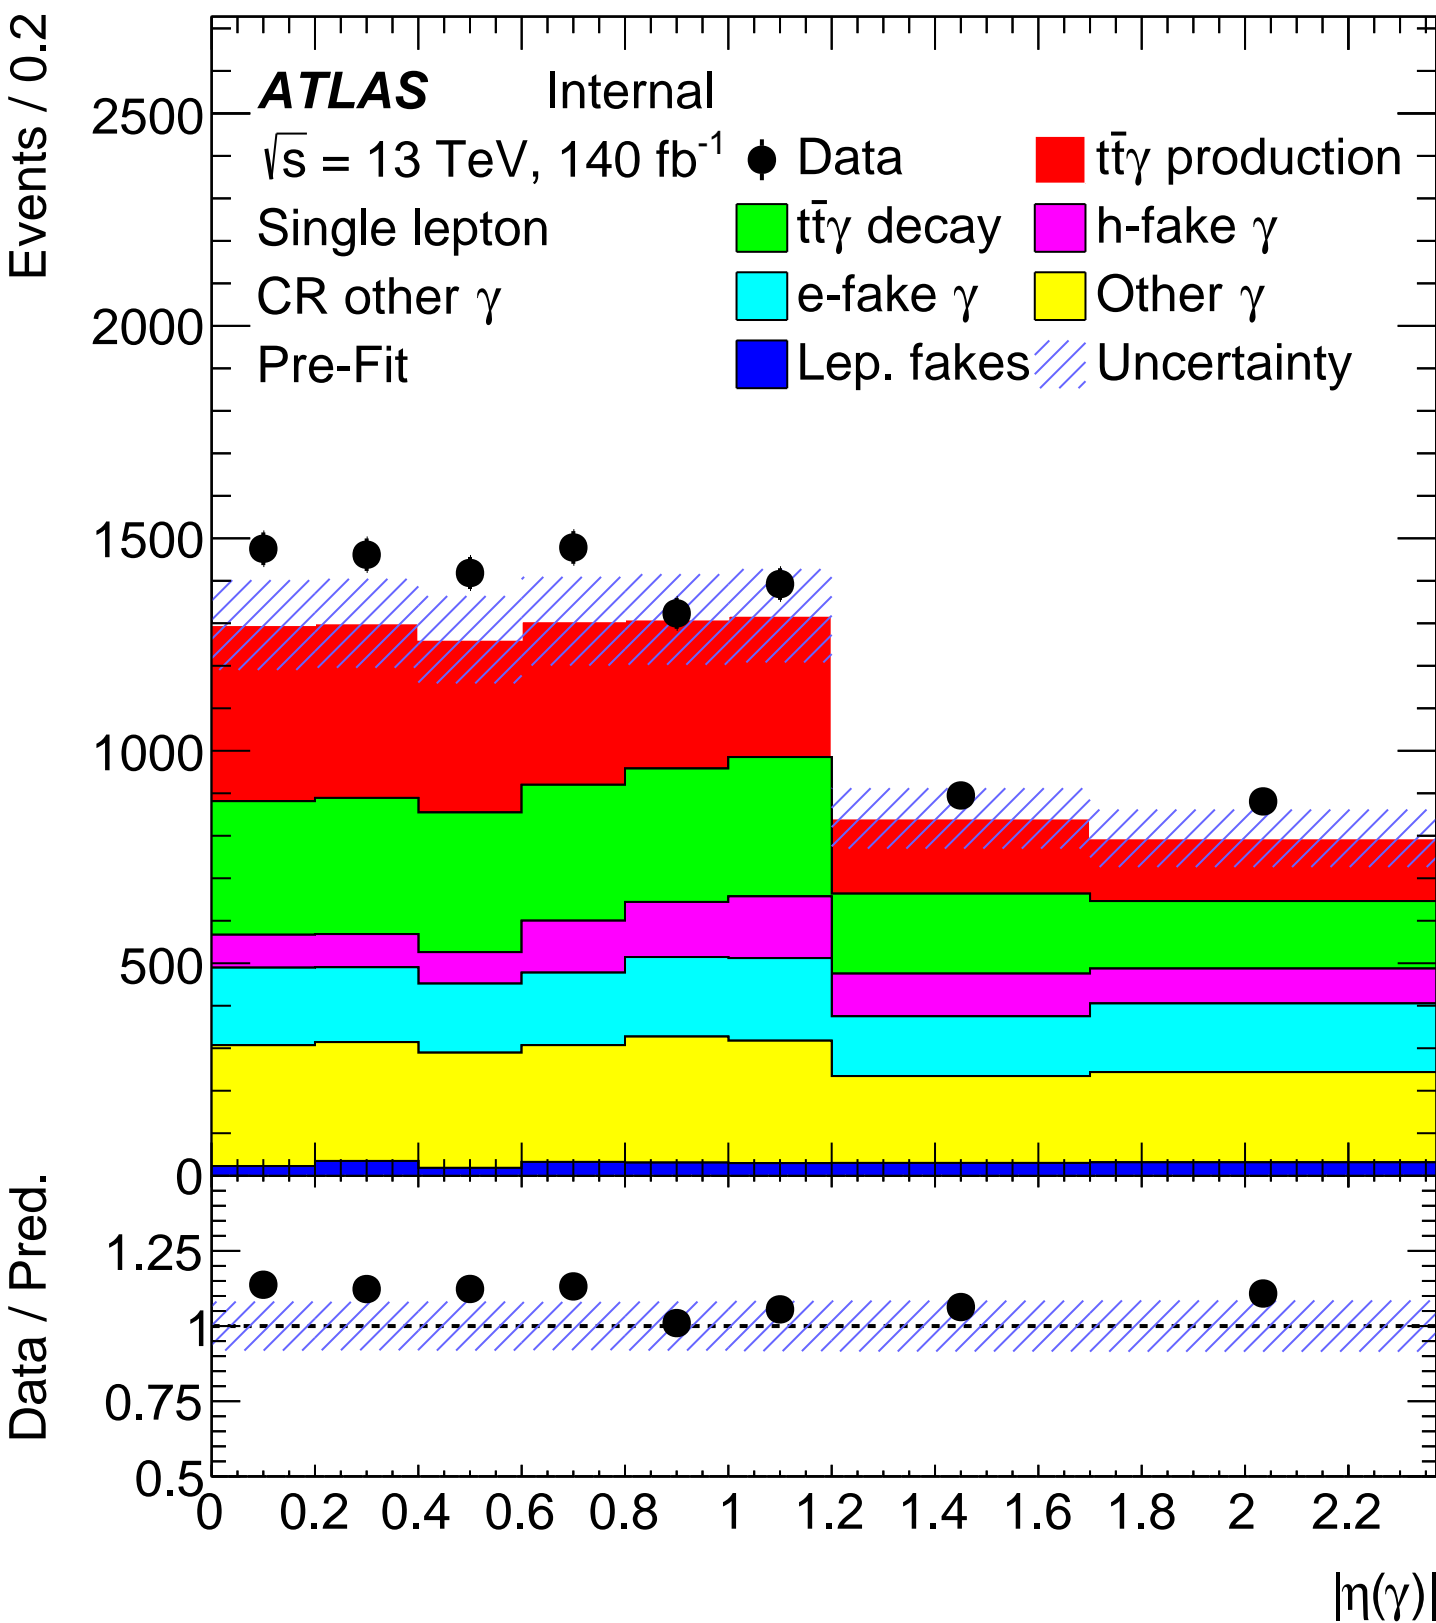 Events / 0.2
2500
2000
1500
1000
500
0
ATLAS Internal
√s = 13 TeV, 140 fb⁻¹
Single lepton
CR other γ
Pre-Fit
Data
tt̄γ production
tt̄γ decay
h-fake γ
e-fake γ
Other γ
Lep. fakes
Uncertainty
Data / Pred.
1.25
1
0.75
0.5
0 0.2 0.4 0.6 0.8 1 1.2 1.4 1.6 1.8 2 2.2
|η(γ)|